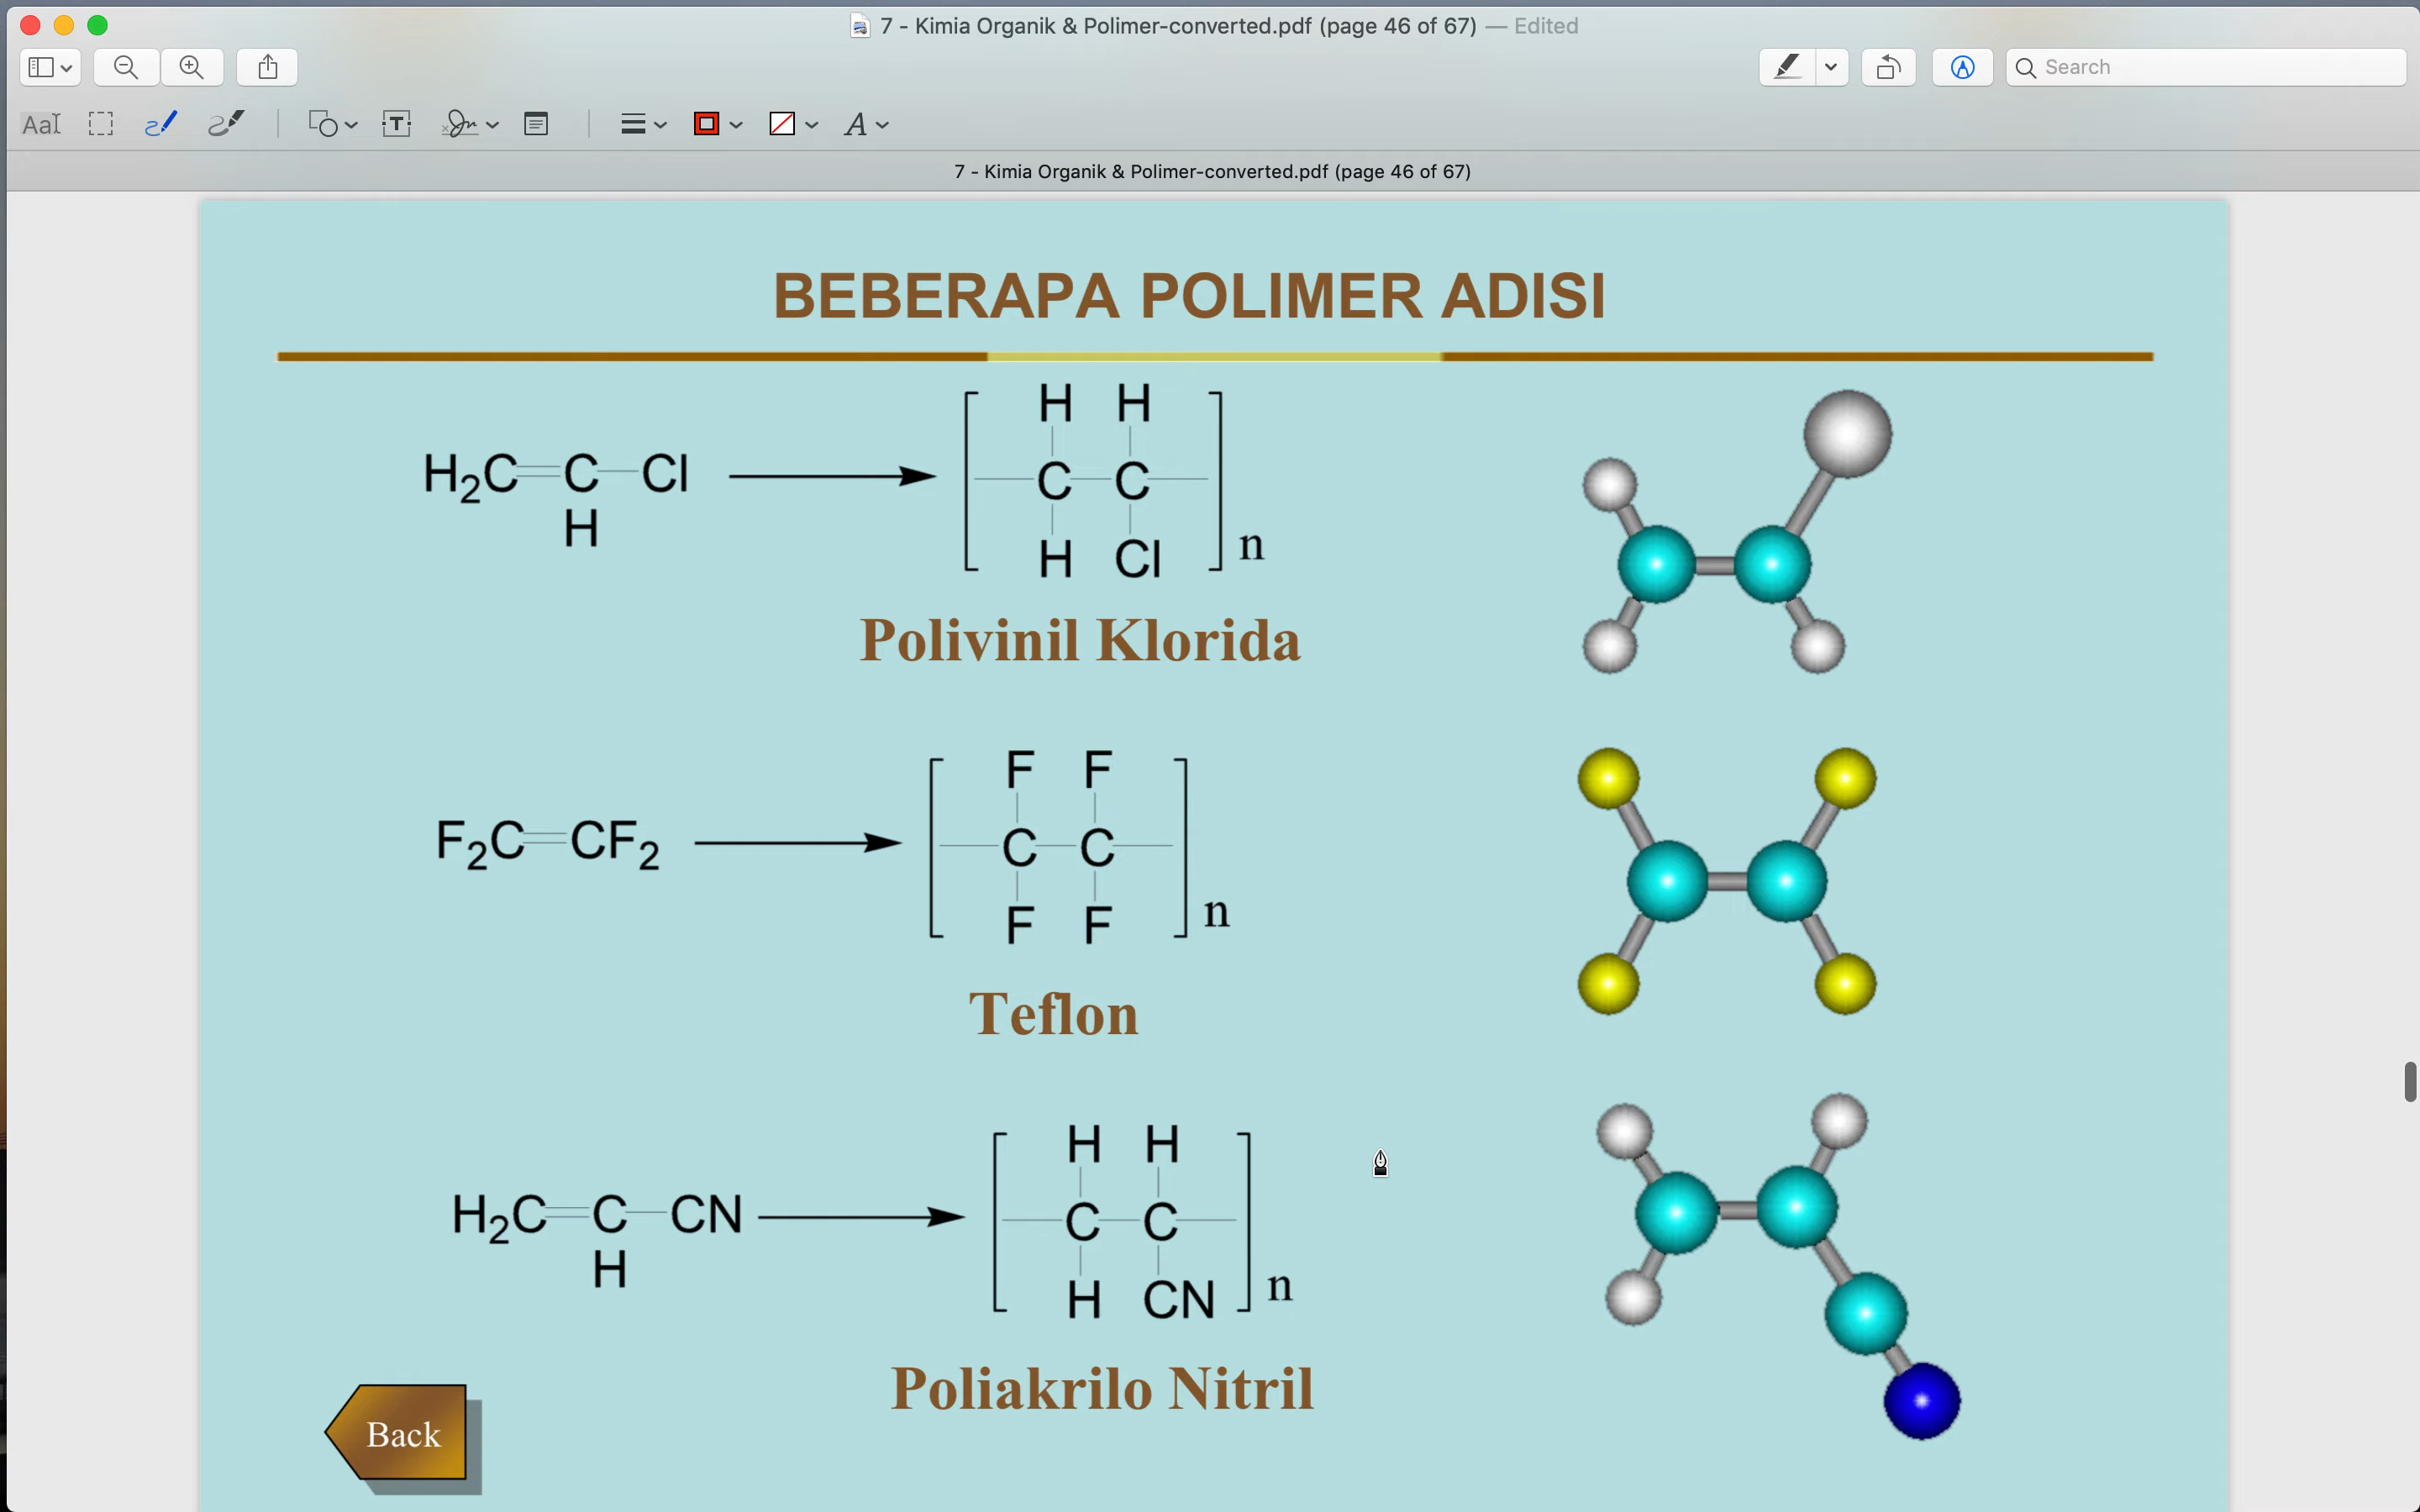 7 - Kimia Organik & Polimer-converted.pdf (page 46 of 67) — Edited
Search
AaI
T
A
7 - Kimia Organik & Polimer-converted.pdf (page 46 of 67)
BEBERAPA POLIMER ADISI
H H
H₂C=C—Cl → [—C—C—]n
H
H Cl
Polivinil Klorida
F F
F₂C=CF₂ → [—C—C—]n
F F
Teflon
H H
H₂C=C—CN → [—C—C—]n
H
H CN
Poliakrilo Nitril
Back